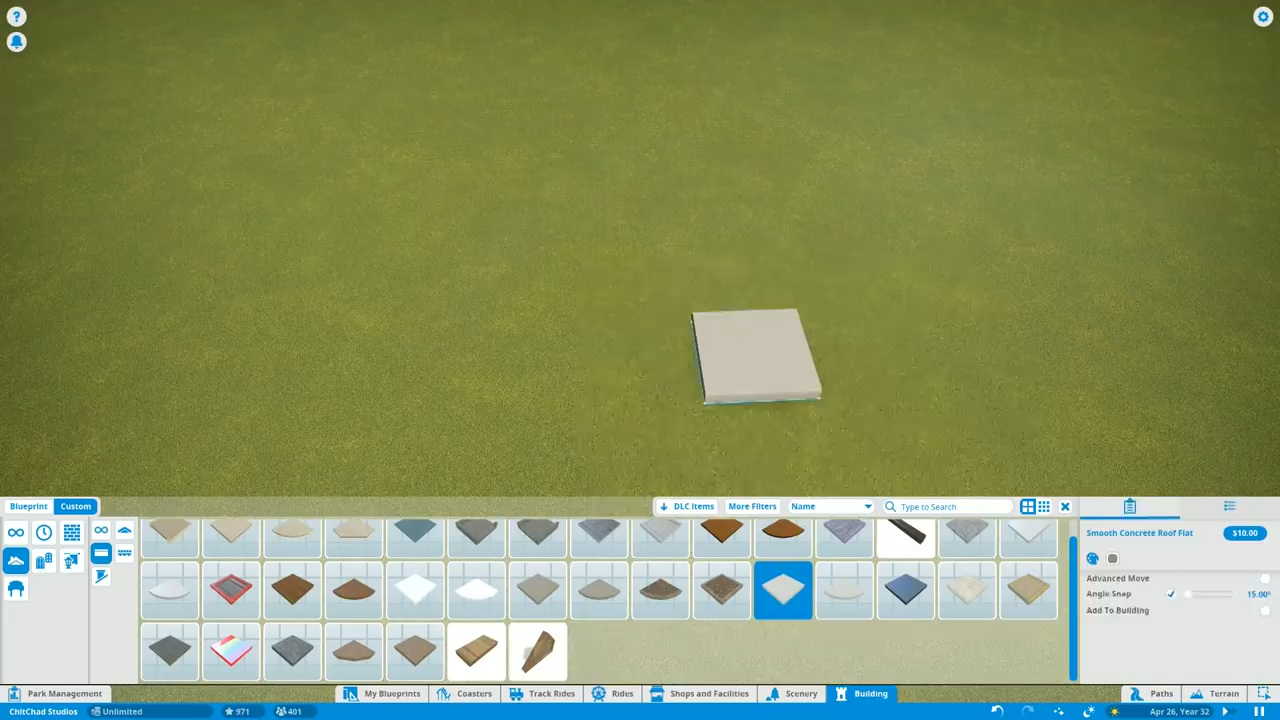 ?
Blueprint Custom DLC Items More Filters Name Type to Search
Smooth Concrete Roof Flat $10.00
Advanced Move
Angle Snap 15.00°
Add To Building
Park Management My Blueprints Coasters Track Rides Rides Shops and Facilities Scenery Building Paths Terrain
ChitChad Studios Unlimited 971 401 Apr 26, Year 32